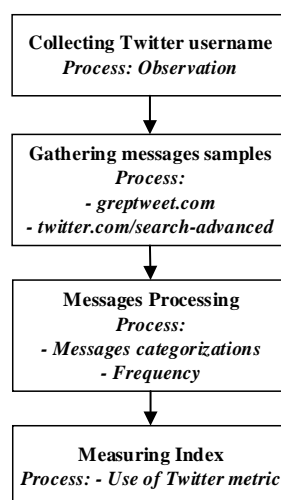 Collecting Twitter username
Process: Observation
Gathering messages samples
Process:
- greptweet.com
- twitter.com/search-advanced
Messages Processing
Process:
- Messages categorizations
- Frequency
Measuring Index
Process: - Use of Twitter metric